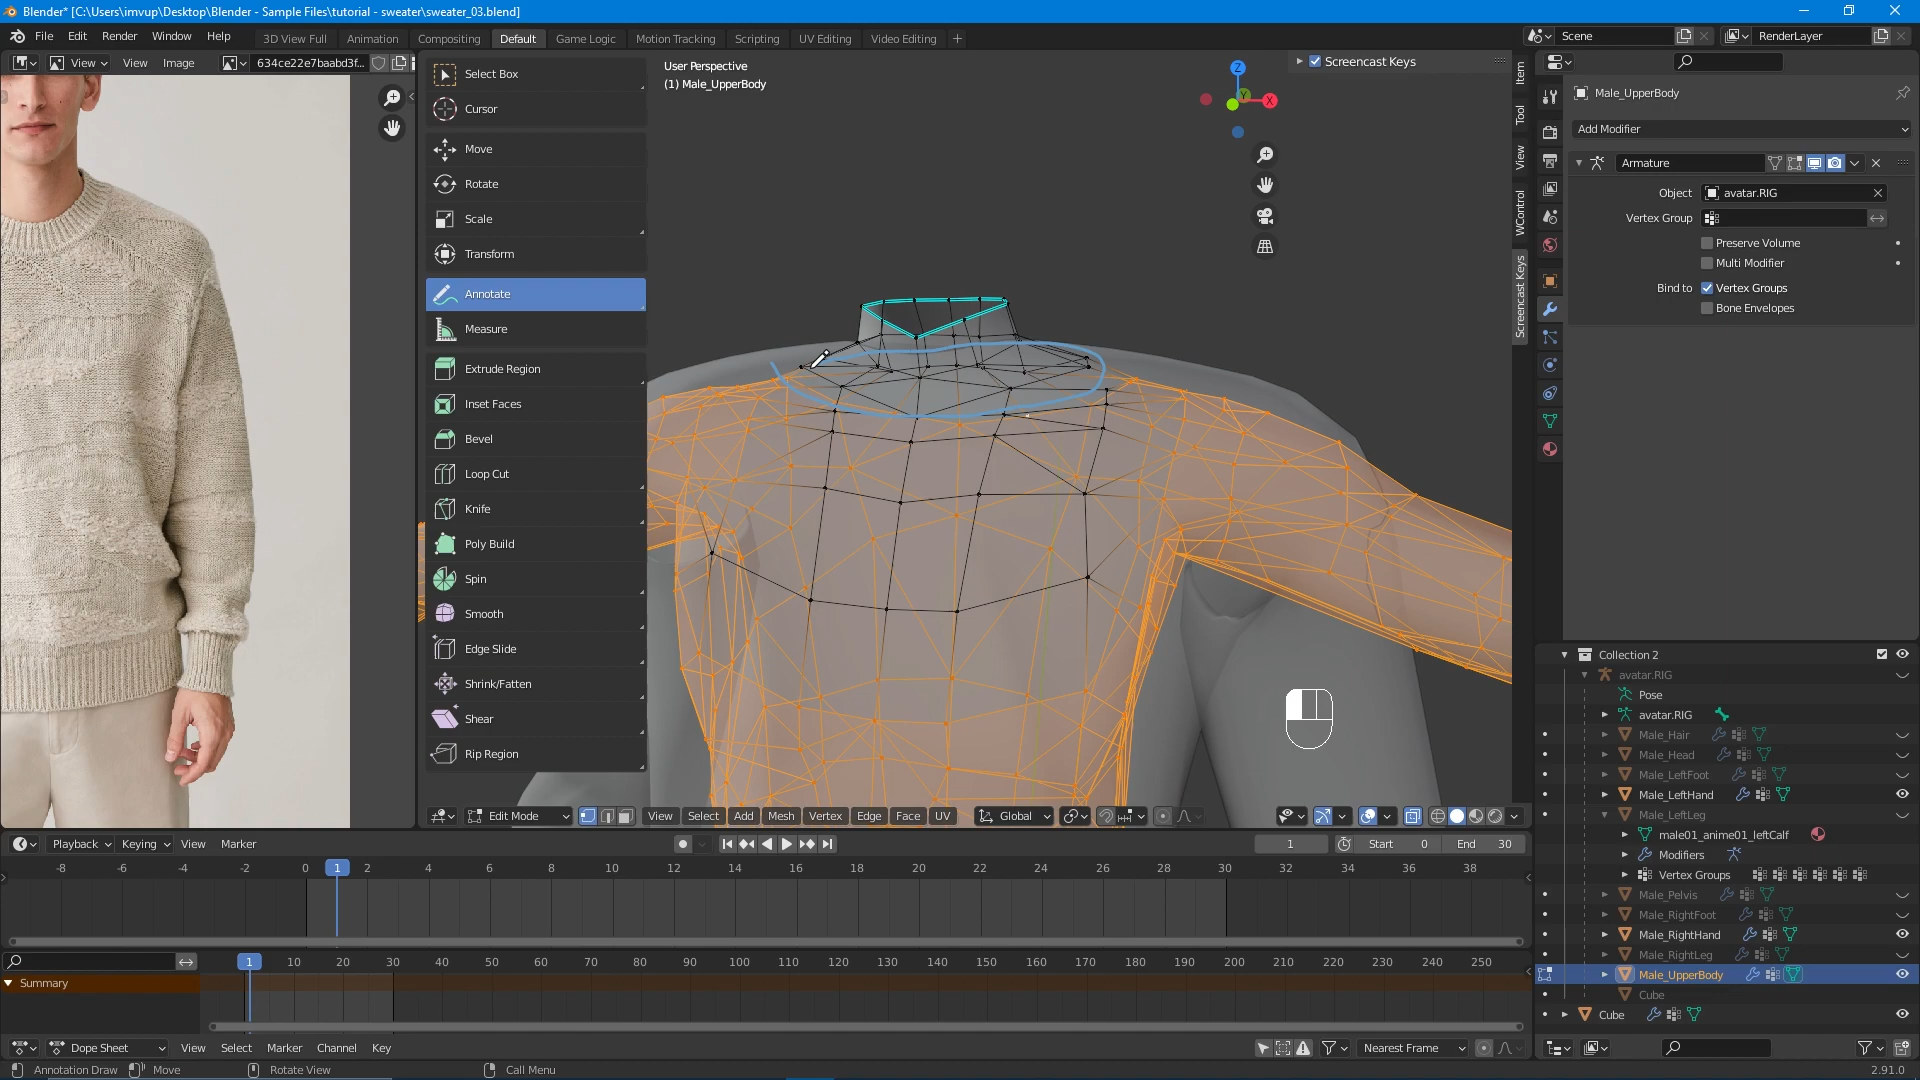 Blender* [C:\Users\imvup\Desktop\Blender - Sample Files\tutorial - sweater\sweater_03.blend]
File Edit Render Window Help
3D View Full Animation Compositing Default Game Logic Motion Tracking Scripting UV Editing Video Editing +
Scene
RenderLayer
View View Image 634ce22e7baabd3f...
Select Box
Cursor
Move
Rotate
Scale
Transform
Annotate
Measure
Extrude Region
Inset Faces
Bevel
Loop Cut
Knife
Poly Build
Spin
Smooth
Edge Slide
Shrink/Fatten
Shear
Rip Region
User Perspective
(1) Male_UpperBody
Screencast Keys
Z
Y
X
Item
Tool
View
WControl
Screencast Keys
Male_UpperBody
Add Modifier
Armature
Object avatar.RIG
Vertex Group
Preserve Volume
Multi Modifier
Bind to Vertex Groups
Bone Envelopes
Collection 2
avatar.RIG
Pose
avatar.RIG
Male_Hair
Male_Head
Male_LeftFoot
Male_LeftHand
Male_LeftLeg
male01_anime01_leftCalf
Modifiers
Vertex Groups
Male_Pelvis
Male_RightFoot
Male_RightHand
Male_RightLeg
Male_UpperBody
Cube
Cube
Edit Mode View Select Add Mesh Vertex Edge Face UV Global
Playback Keying View Marker 1 Start 0 End 30
-8 -6 -4 -2 0 1 2 4 6 8 10 12 14 16 18 20 22 24 26 28 30 32 34 36 38
1 10 20 30 40 50 60 70 80 90 100 110 120 130 140 150 160 170 180 190 200 210 220 230 240 250
Summary
Dope Sheet View Select Marker Channel Key Nearest Frame
Annotation Draw Move Rotate View Call Menu 2.91.0